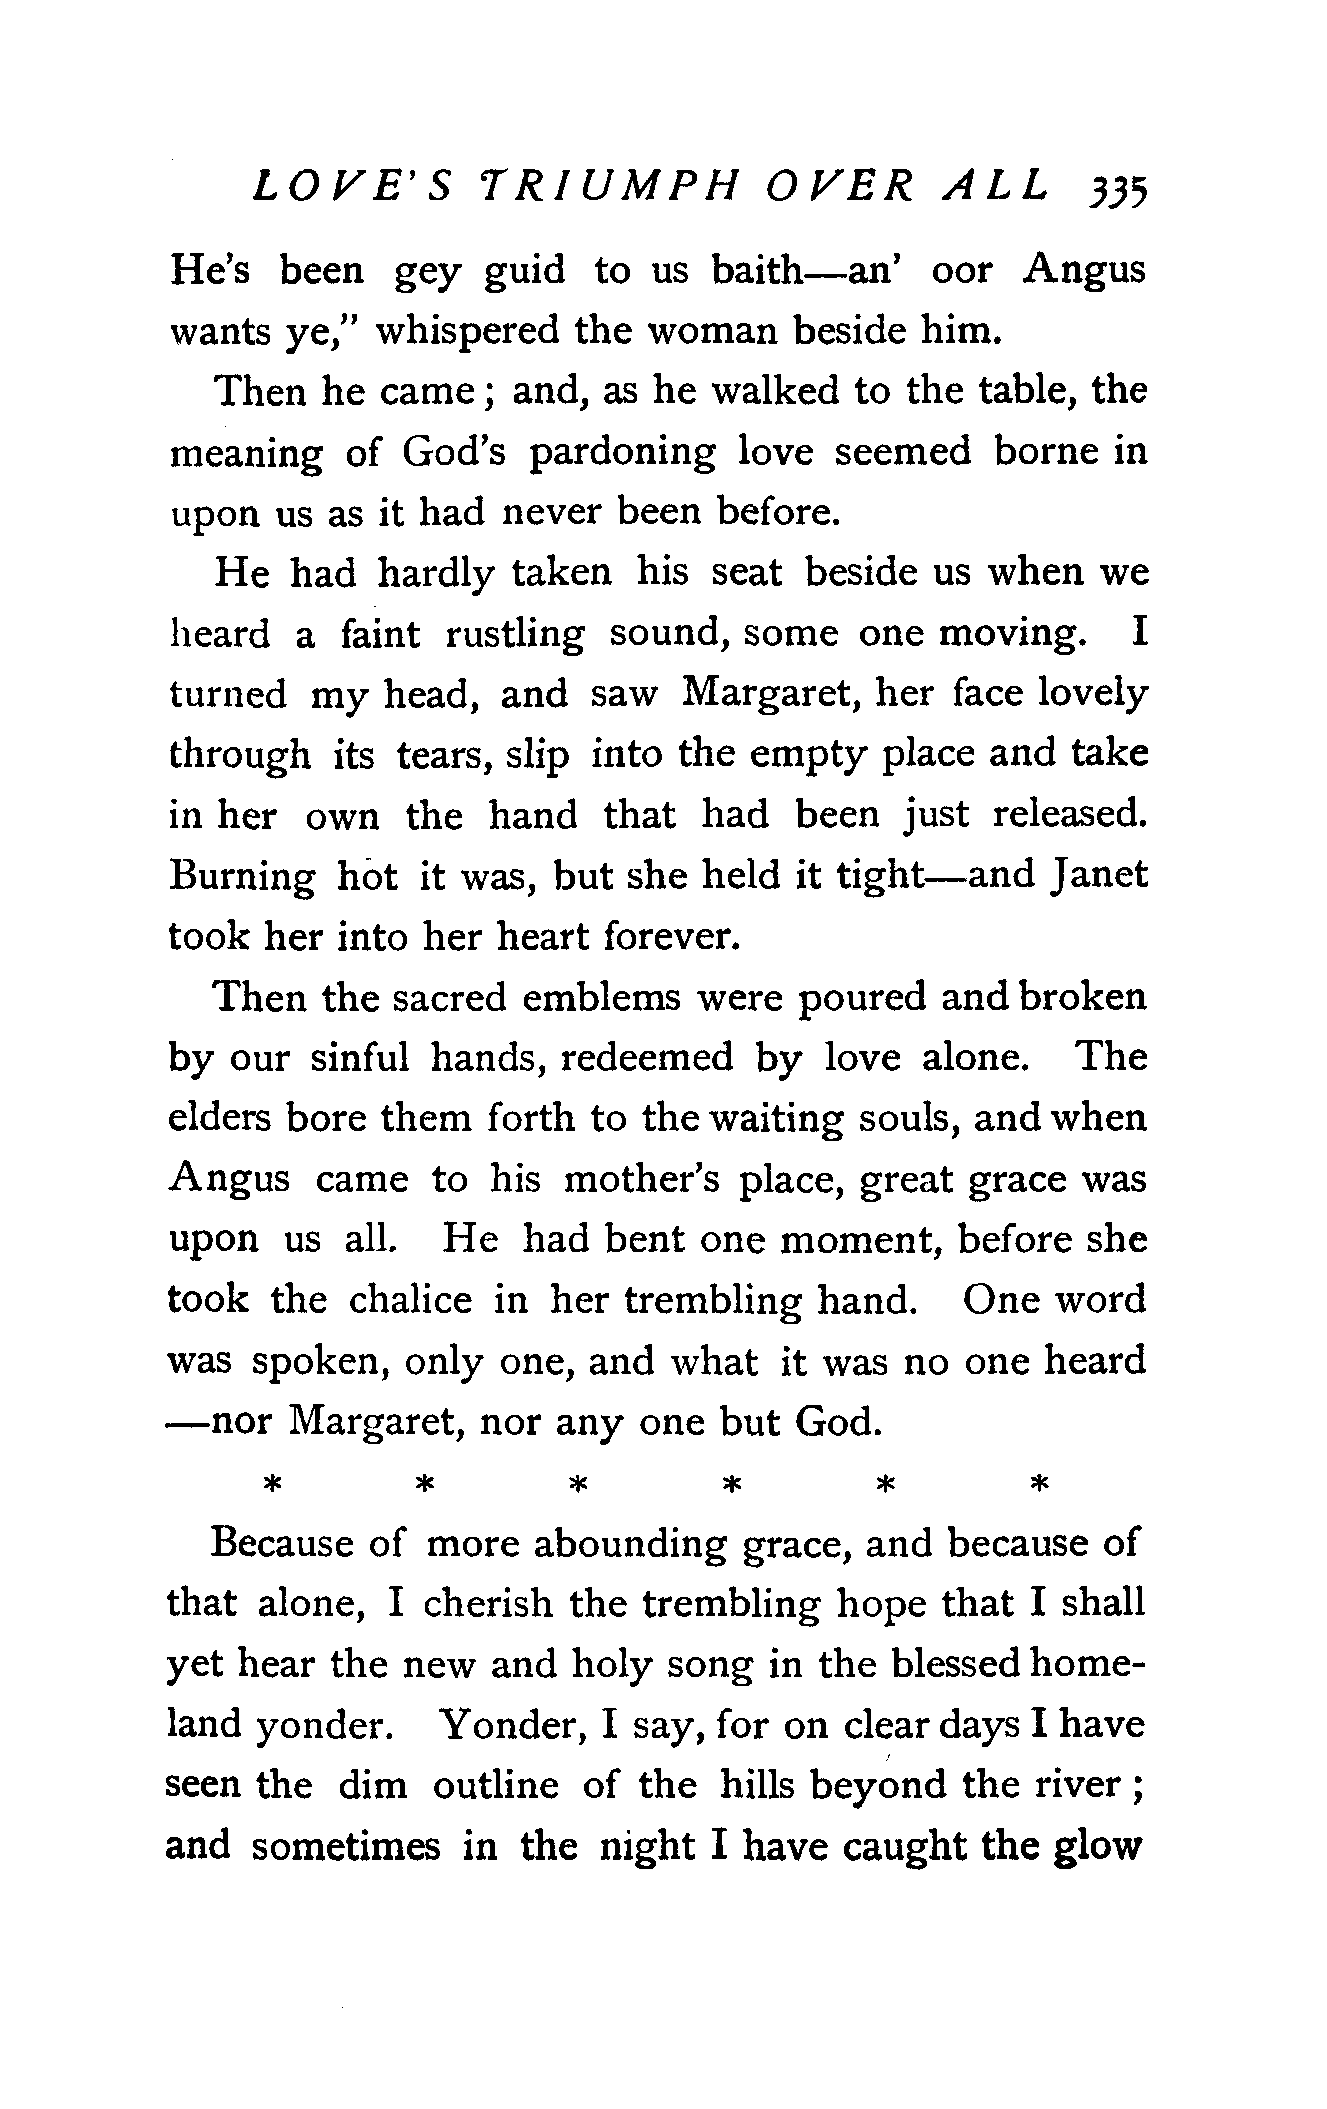 LOVE'S TRIUMPH OVER ALL 335
He's been gey guid to us baith—an' oor Angus
wants ye," whispered the woman beside him.
Then he came; and, as he walked to the table, the
meaning of God's pardoning love seemed borne in
upon us as it had never been before.
He had hardly taken his seat beside us when we
heard a faint rustling sound, some one moving. I
turned my head, and saw Margaret, her face lovely
through its tears, slip into the empty place and take
in her own the hand that had been just released.
Burning hot it was, but she held it tight—and Janet
took her into her heart forever.
Then the sacred emblems were poured and broken
by our sinful hands, redeemed by love alone. The
elders bore them forth to the waiting souls, and when
Angus came to his mother's place, great grace was
upon us all. He had bent one moment, before she
took the chalice in her trembling hand. One word
was spoken, only one, and what it was no one heard
—nor Margaret, nor any one but God.
* * * * * *
Because of more abounding grace, and because of
that alone, I cherish the trembling hope that I shall
yet hear the new and holy song in the blessed home-
land yonder. Yonder, I say, for on clear days I have
seen the dim outline of the hills beyond the river;
and sometimes in the night I have caught the glow